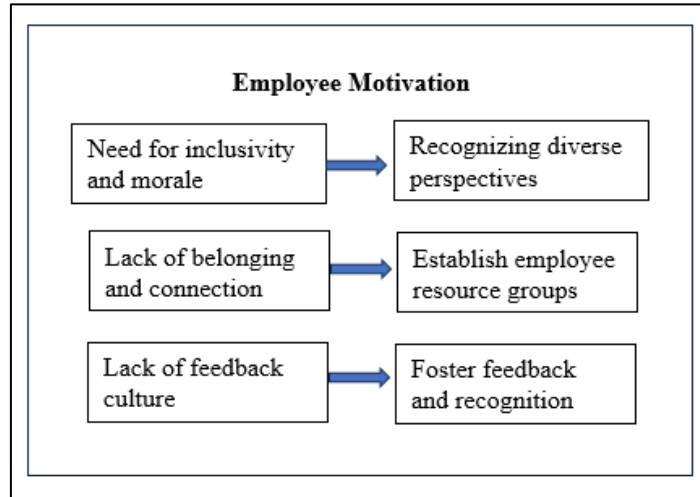 Employee Motivation
Need for inclusivity
and morale
Recognizing diverse
perspectives
Lack of belonging
and connection
Establish employee
resource groups
Lack of feedback
culture
Foster feedback
and recognition